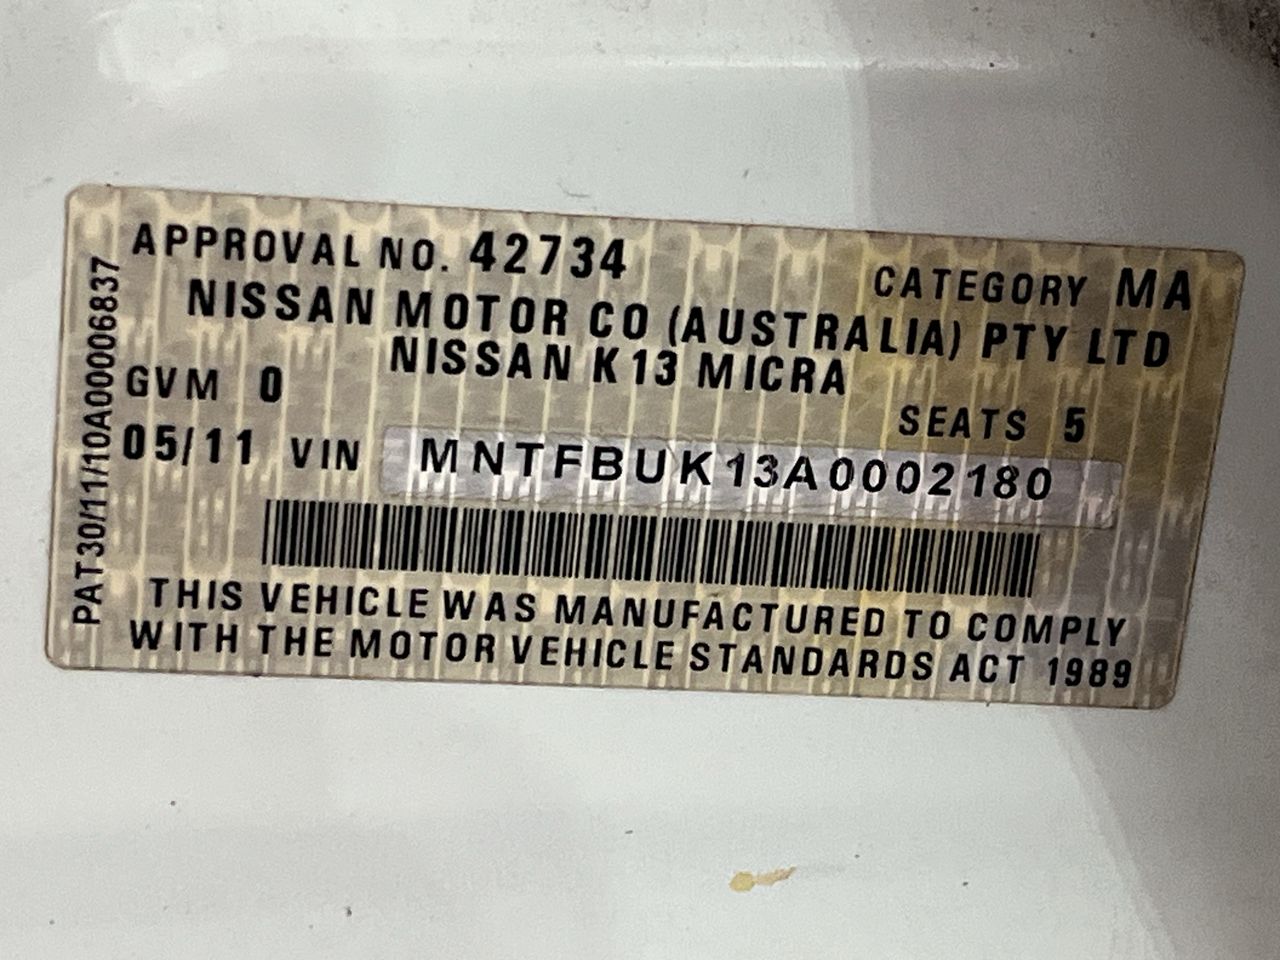 APPROVAL NO. 42734
CATEGORY MA
NISSAN MOTOR CO (AUSTRALIA) PTY LTD
NISSAN K13 MICRA
GVM 0
SEATS 5
05/11 VIN MNTFBUK13A0002180
THIS VEHICLE WAS MANUFACTURED TO COMPLY
WITH THE MOTOR VEHICLE STANDARDS ACT 1989
PAT30/11/10A00006837